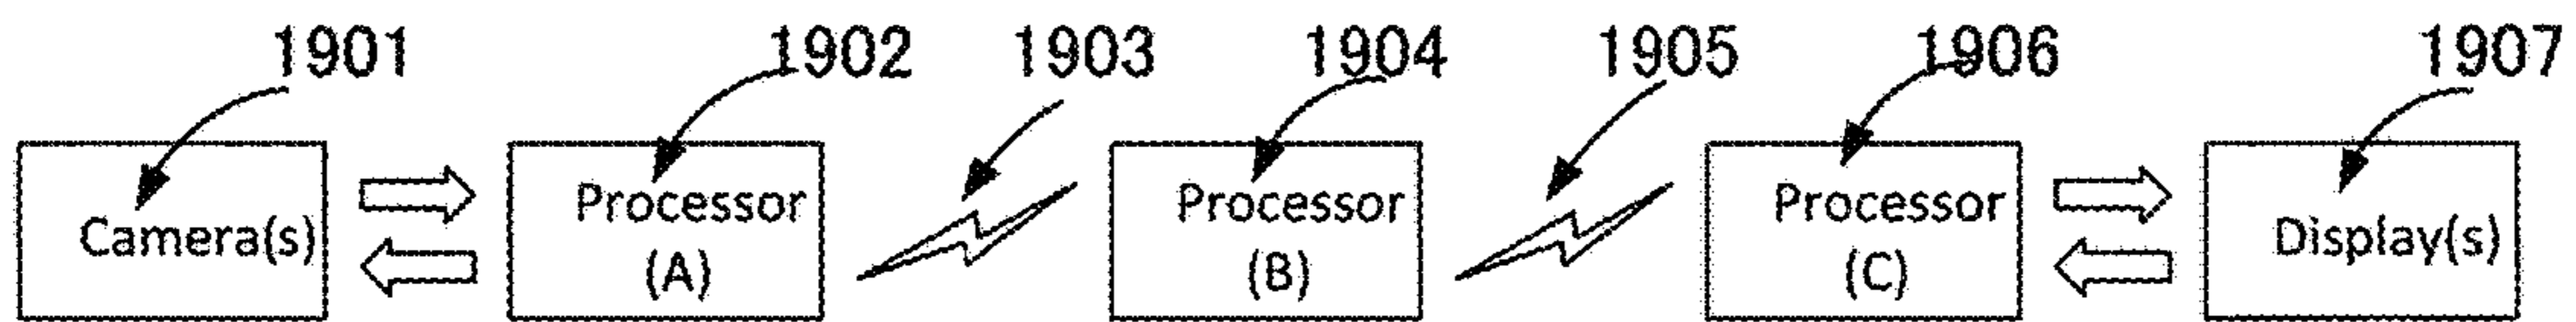 1901 1902 1903 1904 1905 1906 1907
Camera(s)
Processor
(A)
Processor
(B)
Processor
(C)
Display(s)